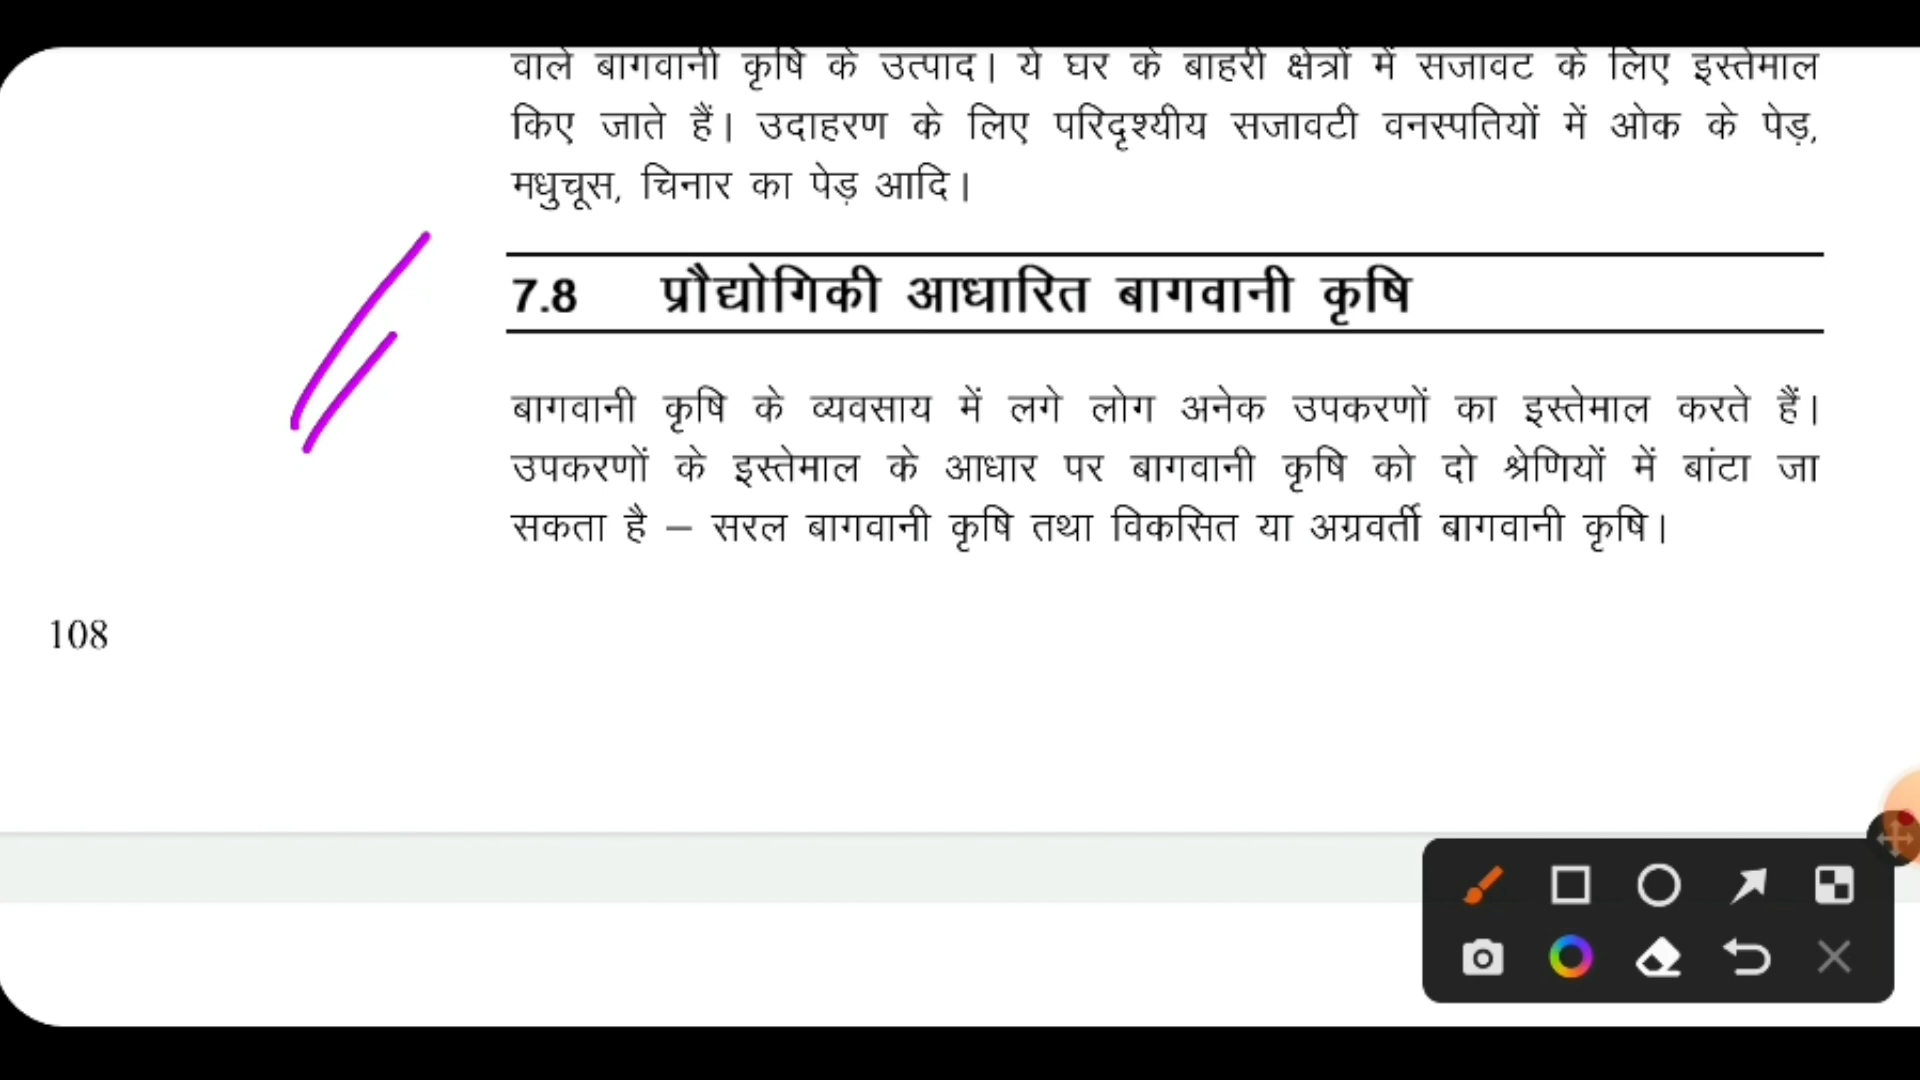 वाले बागवानी कृषि के उत्पाद। ये घर के बाहरी क्षेत्रों में सजावट के लिए इस्तेमाल
किए जाते हैं। उदाहरण के लिए परिदृश्यीय सजावटी वनस्पतियों में ओक के पेड़,
मधुचूस, चिनार का पेड़ आदि।
7.8 प्रौद्योगिकी आधारित बागवानी कृषि
बागवानी कृषि के व्यवसाय में लगे लोग अनेक उपकरणों का इस्तेमाल करते हैं।
उपकरणों के इस्तेमाल के आधार पर बागवानी कृषि को दो श्रेणियों में बांटा जा
सकता है – सरल बागवानी कृषि तथा विकसित या अग्रवर्ती बागवानी कृषि।
108